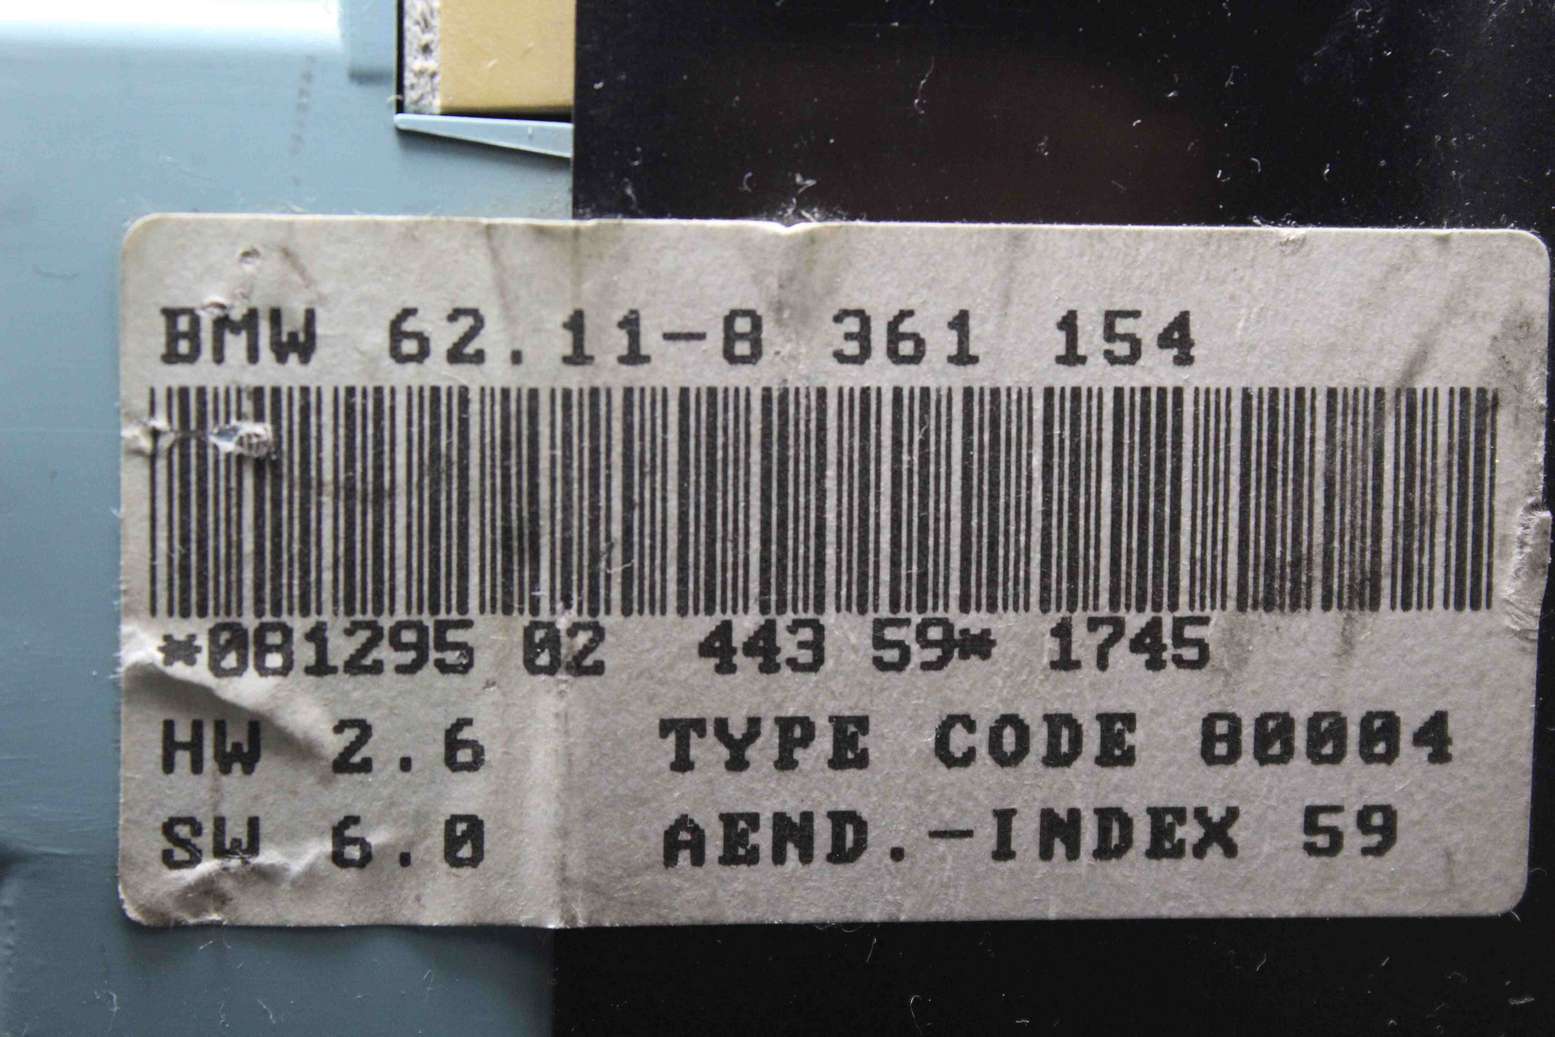 BMW 62.11-8 361 154
*081295 02 443 59* 1745
HW 2.6 TYPE CODE 80004
SW 6.0 AEND.-INDEX 59